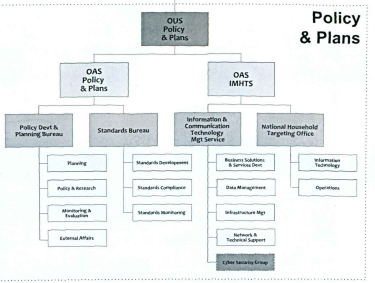 Policy
& Plans
OUS
Policy
& Plans
OAS
Policy
& Plans
OAS
IMHTS
Policy Devt &
Planning Bureau
Standards Bureau
Information &
Communication
Technology
Mgt Service
National Household
Targeting Office
Planning
Policy & Research
Monitoring &
Evaluation
External Affairs
Standards Development
Standards Compliance
Standards Monitoring
Business Solutions
& Services Devt
Data Management
Infrastructure Mgt
Network &
Technical Support
Cyber Security Group
Information
Technology
Operations